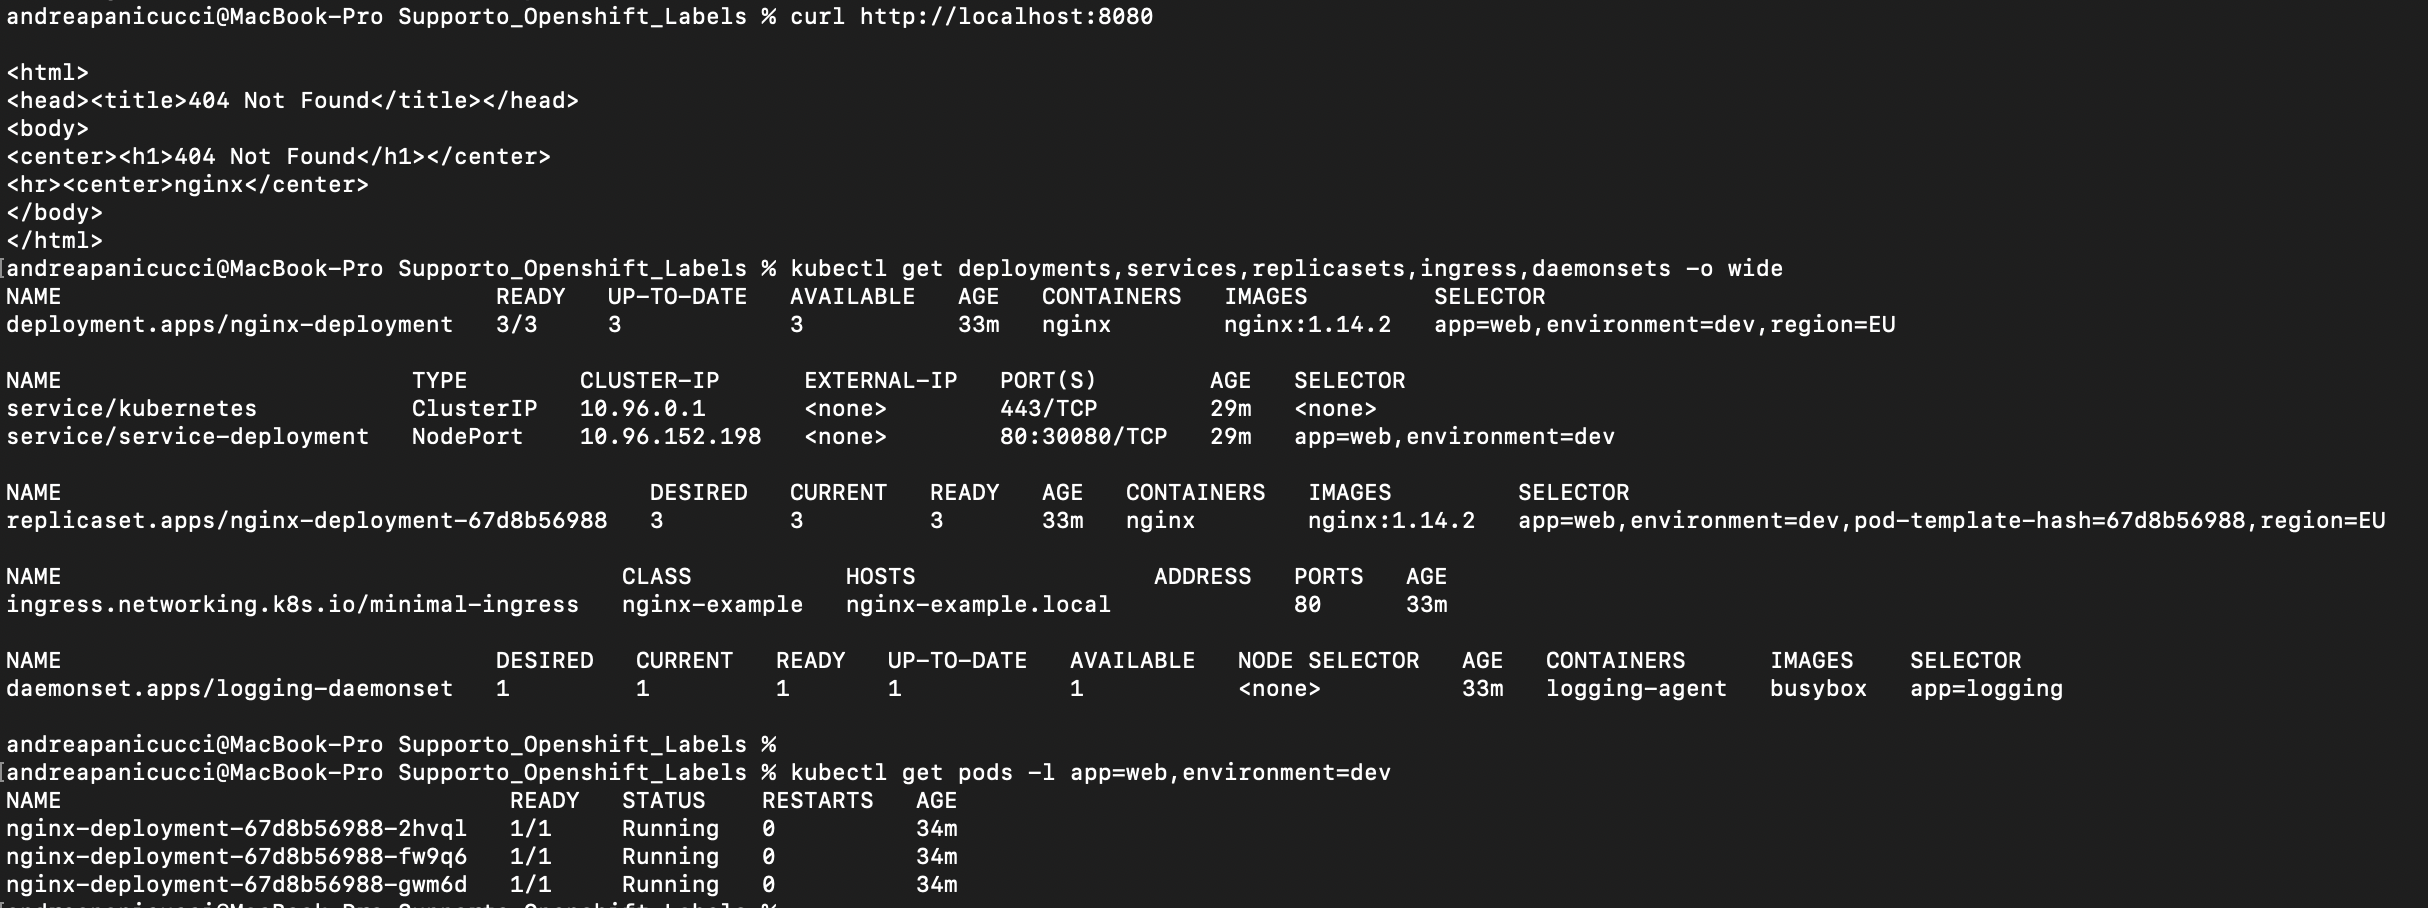 andreapanicucci@MacBook-Pro Supporto_Openshift_Labels % curl http://localhost:8080
<html>
<head><title>404 Not Found</title></head>
<body>
<center><h1>404 Not Found</h1></center>
<hr><center>nginx</center>
</body>
</html>
andreapanicucci@MacBook-Pro Supporto_Openshift_Labels % kubectl get deployments,services,replicasets,ingress,daemonsets -o wide
NAME READY UP-TO-DATE AVAILABLE AGE CONTAINERS IMAGES SELECTOR
deployment.apps/nginx-deployment 3/3 3 3 33m nginx nginx:1.14.2 app=web,environment=dev,region=EU
NAME TYPE CLUSTER-IP EXTERNAL-IP PORT(S) AGE SELECTOR
service/kubernetes ClusterIP 10.96.0.1 <none> 443/TCP 29m <none>
service/service-deployment NodePort 10.96.152.198 <none> 80:30080/TCP 29m app=web,environment=dev
NAME DESIRED CURRENT READY AGE CONTAINERS IMAGES SELECTOR
replicaset.apps/nginx-deployment-67d8b56988 3 3 3 33m nginx nginx:1.14.2 app=web,environment=dev,pod-template-hash=67d8b56988,region=EU
NAME CLASS HOSTS ADDRESS PORTS AGE
ingress.networking.k8s.io/minimal-ingress nginx-example nginx-example.local 80 33m
NAME DESIRED CURRENT READY UP-TO-DATE AVAILABLE NODE SELECTOR AGE CONTAINERS IMAGES SELECTOR
daemonset.apps/logging-daemonset 1 1 1 1 1 <none> 33m logging-agent busybox app=logging
andreapanicucci@MacBook-Pro Supporto_Openshift_Labels %
andreapanicucci@MacBook-Pro Supporto_Openshift_Labels % kubectl get pods -l app=web,environment=dev
NAME READY STATUS RESTARTS AGE
nginx-deployment-67d8b56988-2hvql 1/1 Running 0 34m
nginx-deployment-67d8b56988-fw9q6 1/1 Running 0 34m
nginx-deployment-67d8b56988-gwm6d 1/1 Running 0 34m